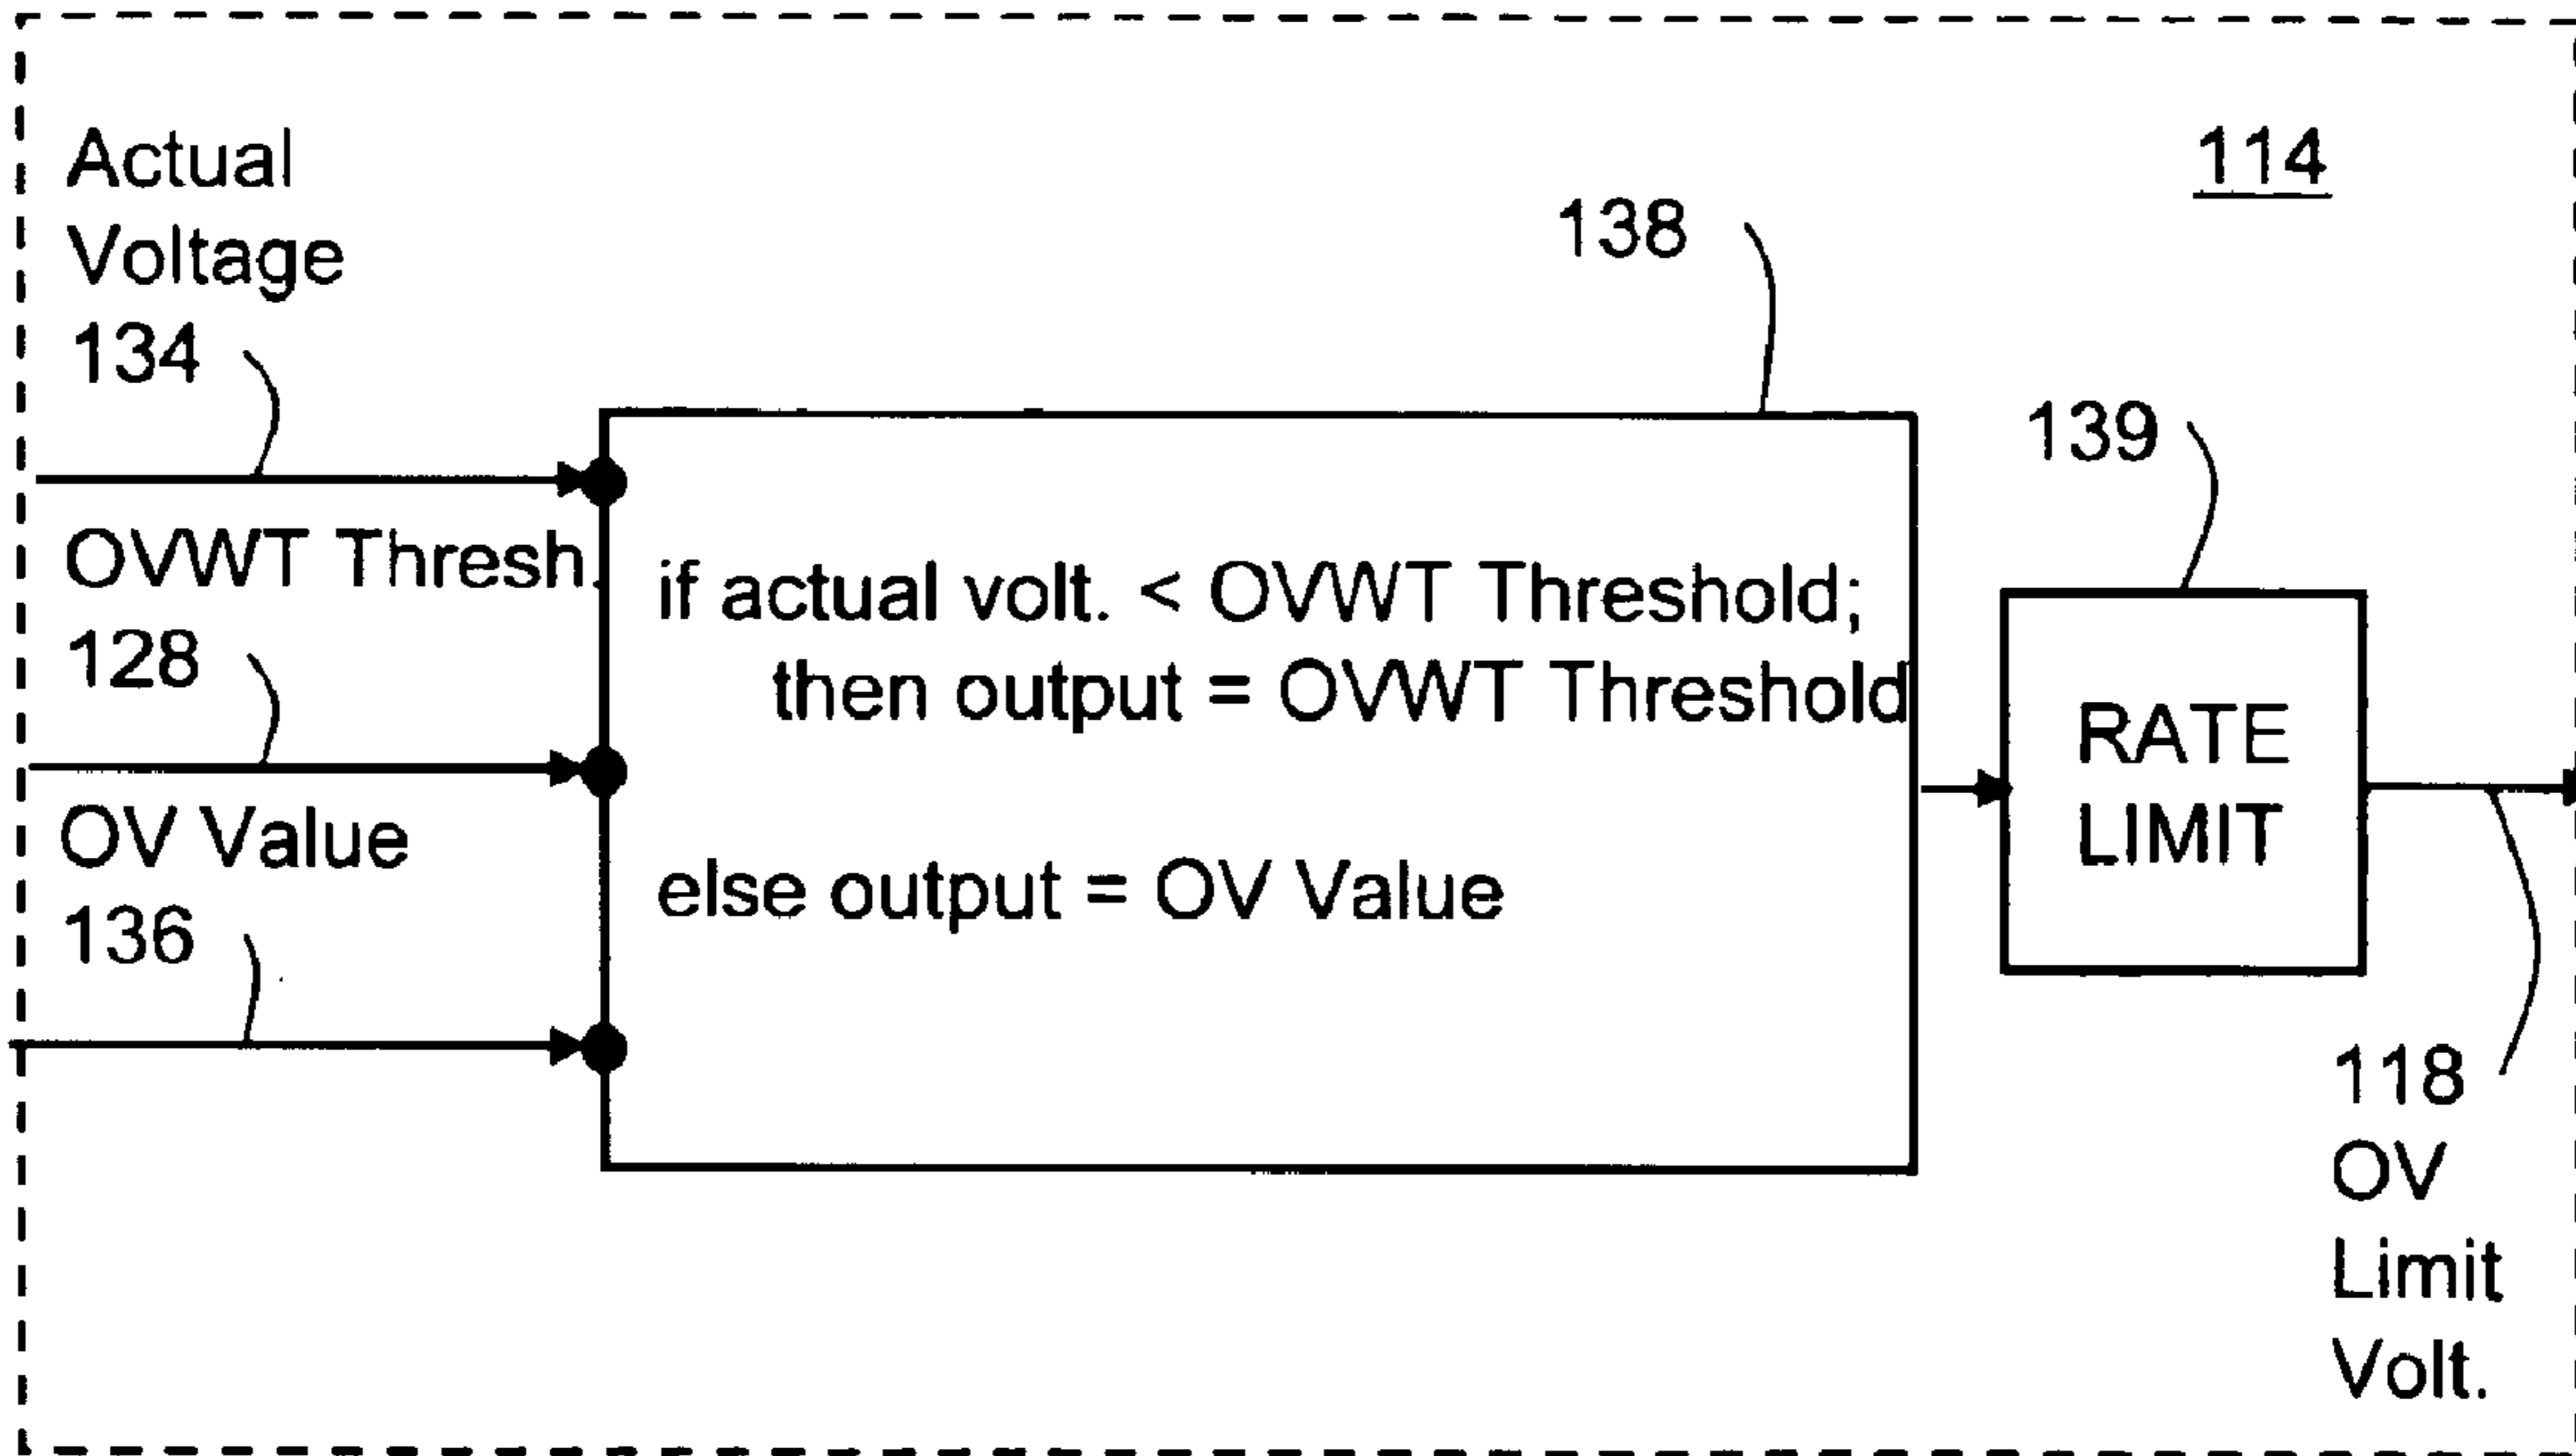 Actual
Voltage
134
OVWT Thresh.
128
OV Value
136
138
if actual volt. < OVWT Threshold;
then output = OVWT Threshold
else output = OV Value
114
139
RATE
LIMIT
118
OV
Limit
Volt.